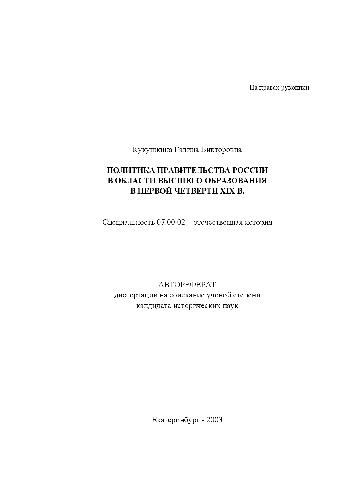 На правах рукописи
Кукушкина Галина Викторовна
ПОЛИТИКА ПРАВИТЕЛЬСТВА РОССИИ
В ОБЛАСТИ ВЫСШЕГО ОБРАЗОВАНИЯ
В ПЕРВОЙ ЧЕТВЕРТИ XIX В.
Специальность 07.00.02 – отечественная история
АВТОРЕФЕРАТ
диссертации на соискание ученой степени
кандидата исторических наук
Екатеринбург - 2003